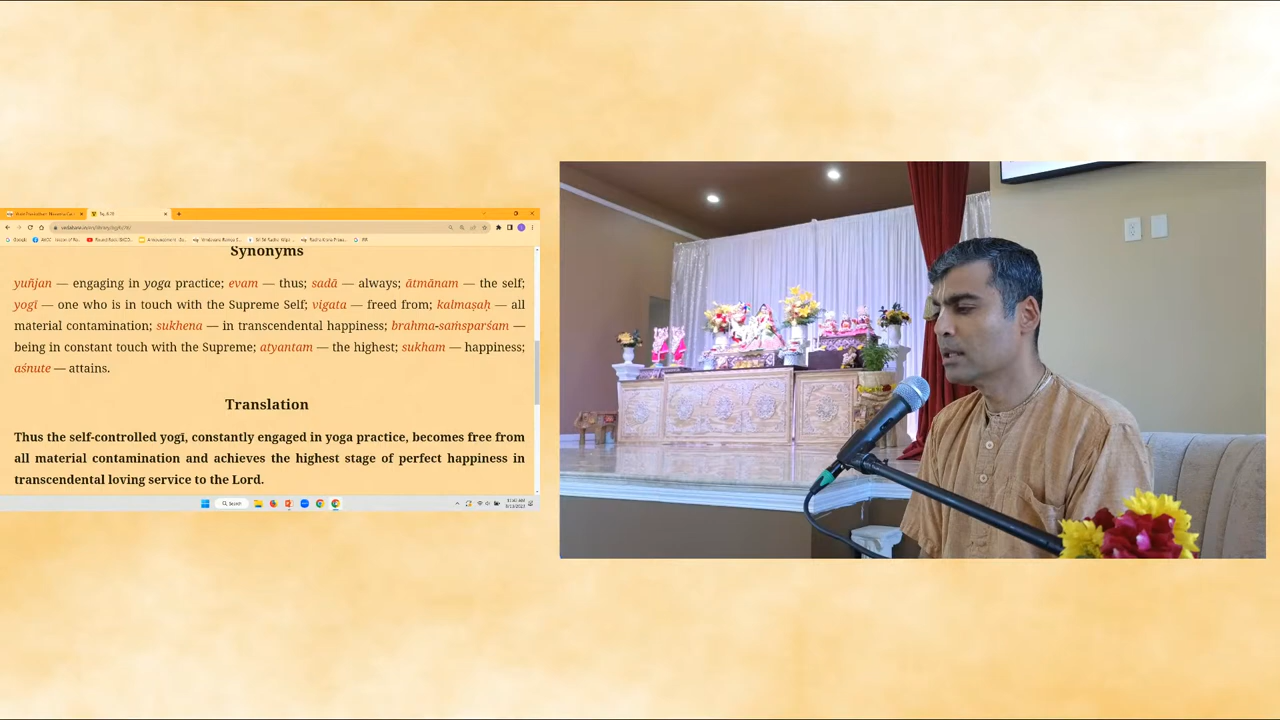 Synonyms
yuñjan — engaging in yoga practice; evam — thus; sadā — always; ātmānam — the self;
yogī — one who is in touch with the Supreme Self; vigata — freed from; kalmaṣaḥ — all
material contamination; sukhena — in transcendental happiness; brahma-saṁsparśam —
being in constant touch with the Supreme; atyantam — the highest; sukham — happiness;
aśnute — attains.
Translation
Thus the self-controlled yogī, constantly engaged in yoga practice, becomes free from
all material contamination and achieves the highest stage of perfect happiness in
transcendental loving service to the Lord.
Search